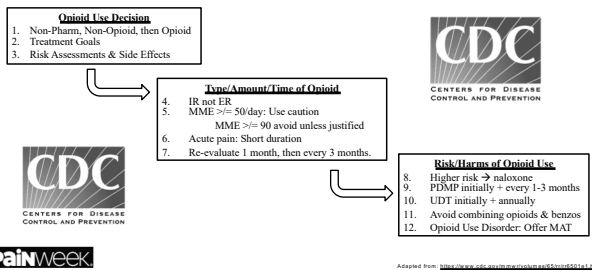 Opioid Use Decision
1. Non-Pharm, Non-Opioid, then Opioid
2. Treatment Goals
3. Risk Assessments & Side Effects
CDC
CENTERS FOR DISEASE
CONTROL AND PREVENTION
Type/Amount/Time of Opioid
4. IR not ER
5. MME >/= 50/day: Use caution
MME >/= 90 avoid unless justified
6. Acute pain: Short duration
7. Re-evaluate 1 month, then every 3 months.
CDC
CENTERS FOR DISEASE
CONTROL AND PREVENTION
Risk/Harms of Opioid Use
8. Higher risk → naloxone
9. PDMP initially + every 1-3 months
10. UDT initially + annually
11. Avoid combining opioids & benzos
12. Opioid Use Disorder: Offer MAT
PaiNWEEK.
Adapted from: